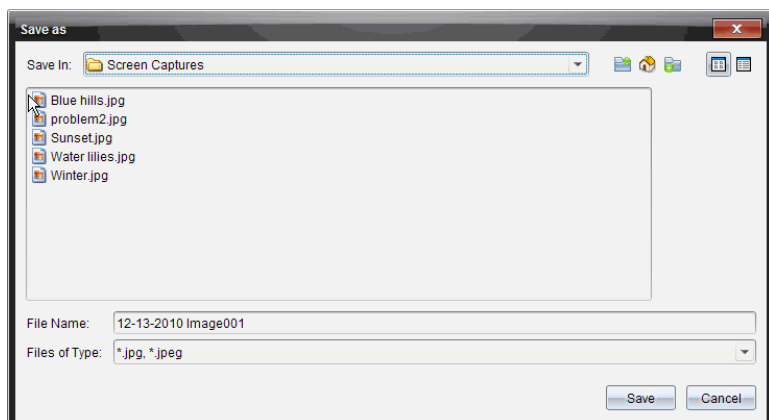 Save as
Save In: Screen Captures
Blue hills.jpg
problem2.jpg
Sunset.jpg
Water lilies.jpg
Winter.jpg
File Name: 12-13-2010 Image001
Files of Type: *.jpg, *.jpeg
Save Cancel